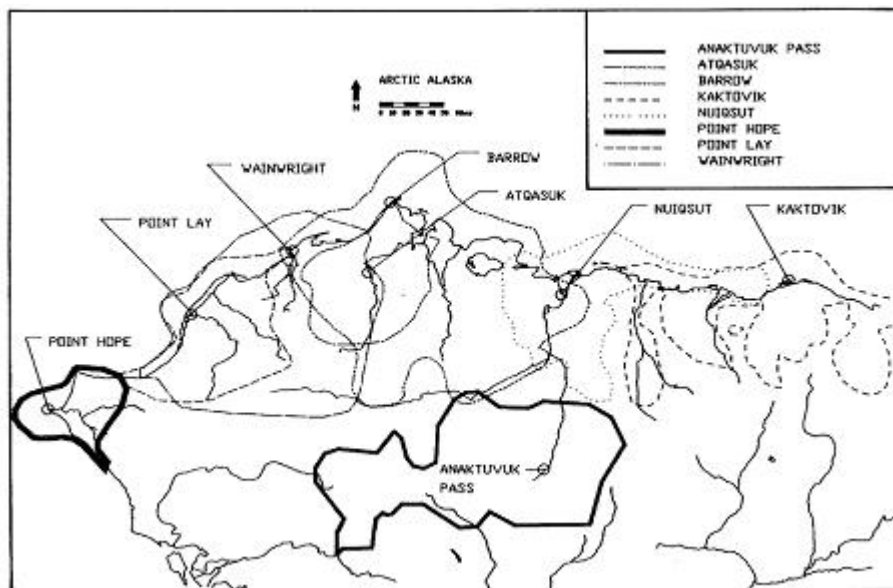 ANAKTUVUK PASS
ATQASUK
BARROW
KAKTOVIK
NUIQSUT
POINT HOPE
POINT LAY
WAINWRIGHT
ARCTIC ALASKA
N
BARROW
WAINWRIGHT
ATQASUK
POINT LAY
NUIQSUT
KAKTOVIK
POINT HOPE
ANAKTUVUK
PASS